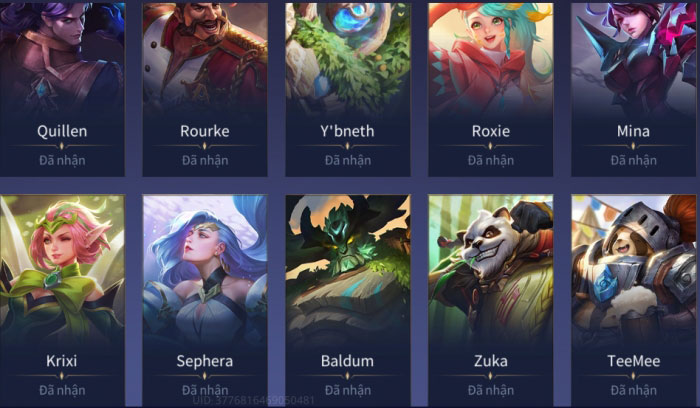 Quillen
Đã nhận
Rourke
Đã nhận
Y'bneth
Đã nhận
Roxie
Đã nhận
Mina
Đã nhận
Krixi
Đã nhận
Sephera
Đã nhận
Baldum
Đã nhận
Zuka
Đã nhận
TeeMee
Đã nhận
UID:3776816469050481